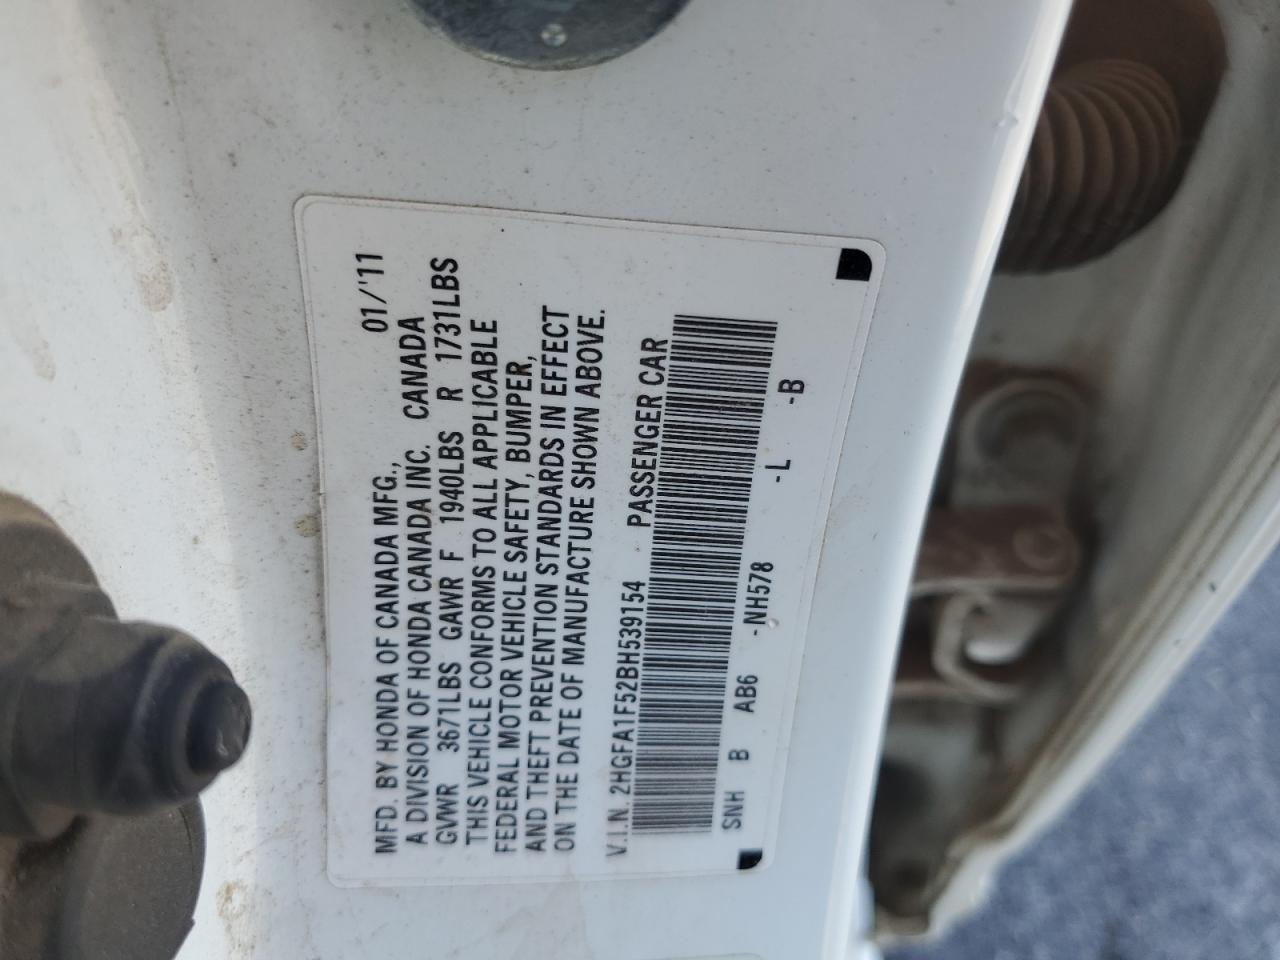 MFD. BY HONDA OF CANADA MFG., 01/'11
A DIVISION OF HONDA CANADA INC. CANADA
GVWR 3671LBS GAWR F 1940LBS R 1731LBS
THIS VEHICLE CONFORMS TO ALL APPLICABLE
FEDERAL MOTOR VEHICLE SAFETY, BUMPER,
AND THEFT PREVENTION STANDARDS IN EFFECT
ON THE DATE OF MANUFACTURE SHOWN ABOVE.
V.I.N. 2HGFA1F52BH539154 PASSENGER CAR
SNH B AB6 -NH578 -L -B